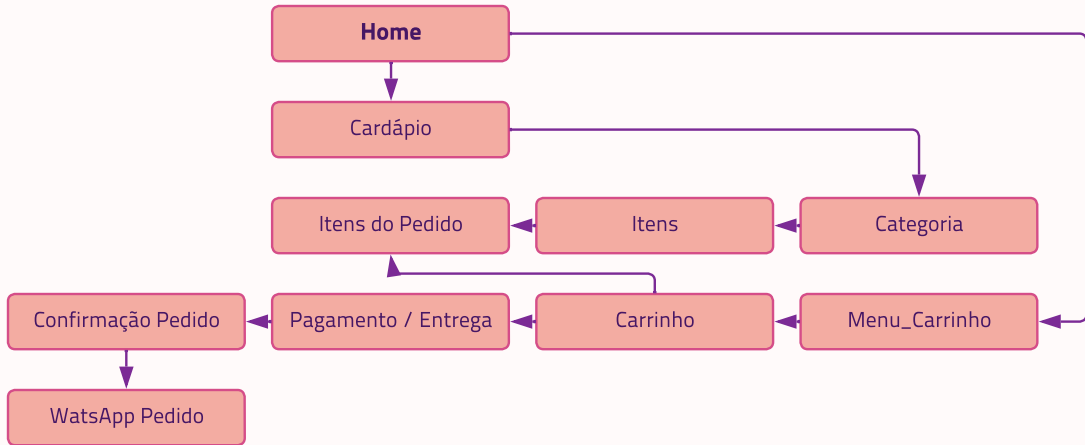 Home
Cardápio
Itens do Pedido
Itens
Categoria
Confirmação Pedido
Pagamento / Entrega
Carrinho
Menu_Carrinho
WatsApp Pedido